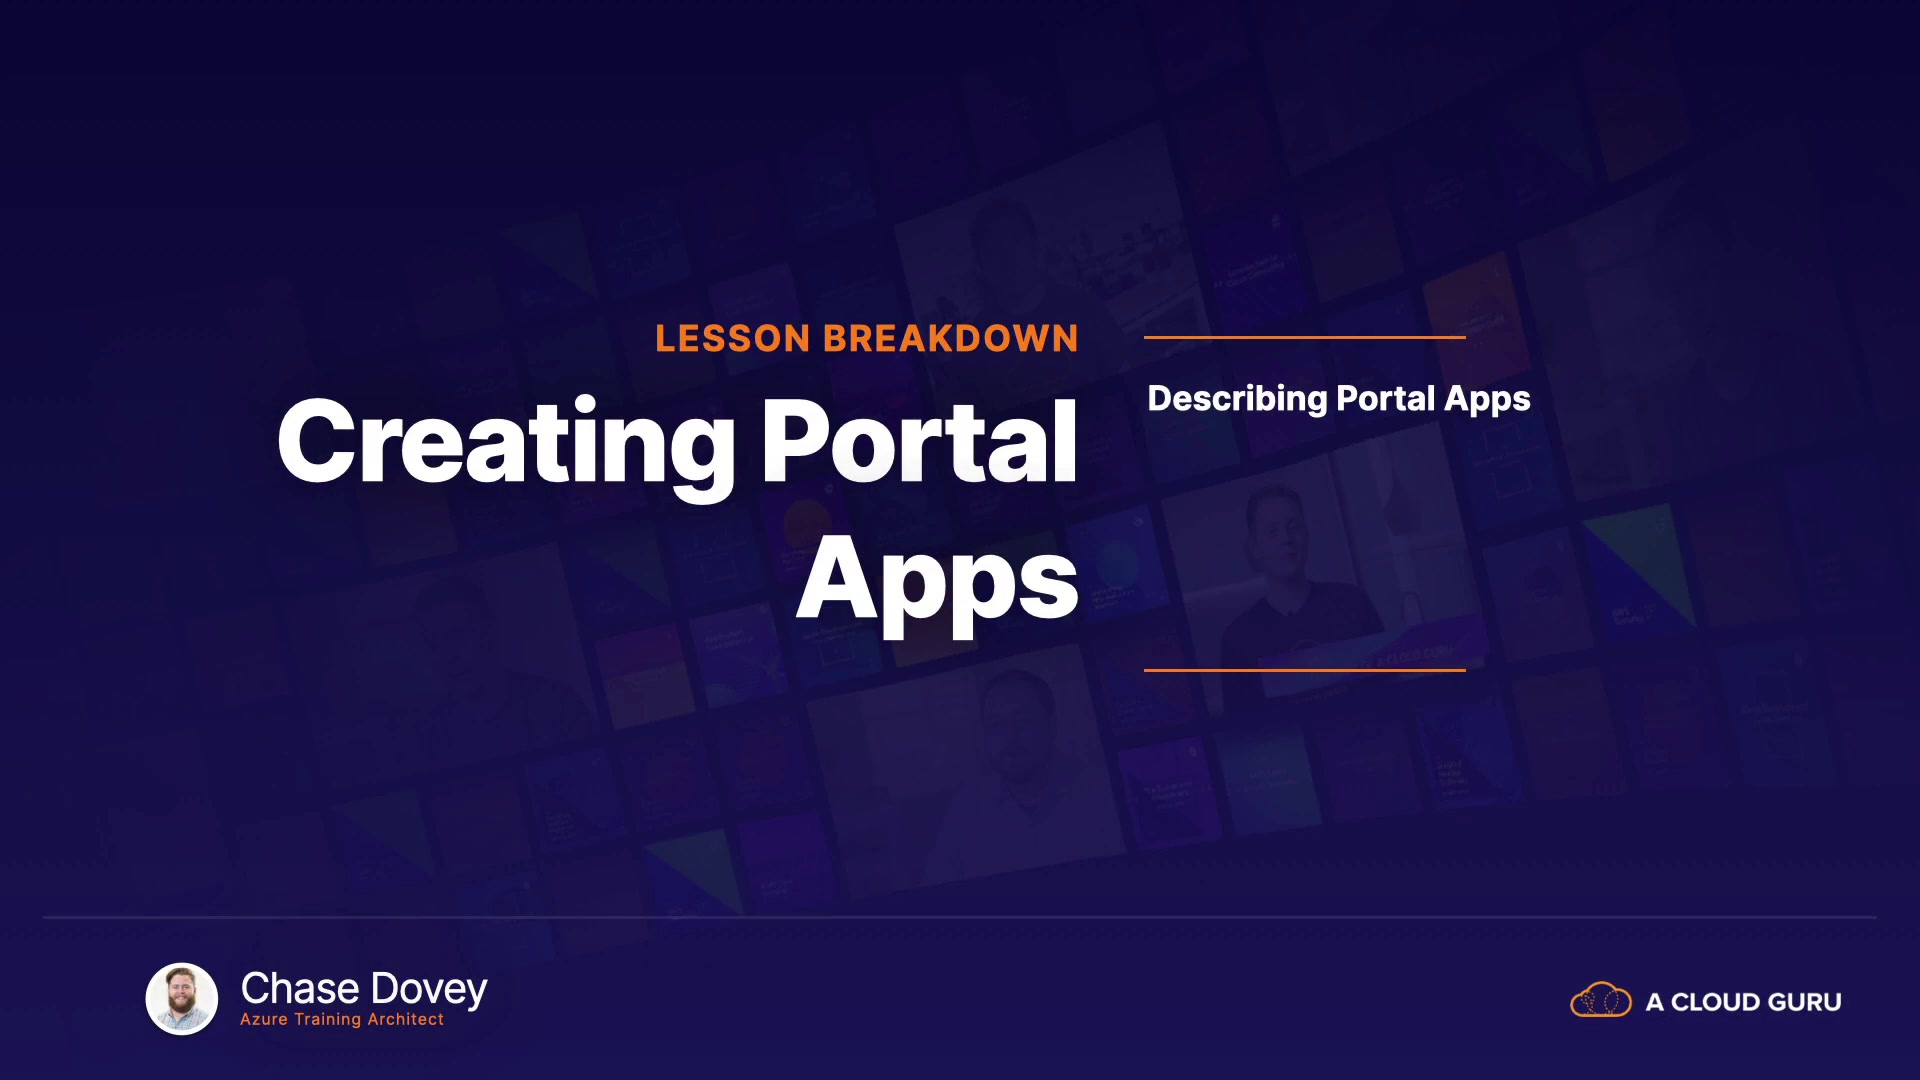 LESSON BREAKDOWN
Creating Portal
Apps
Describing Portal Apps
Chase Dovey
Azure Training Architect
A CLOUD GURU